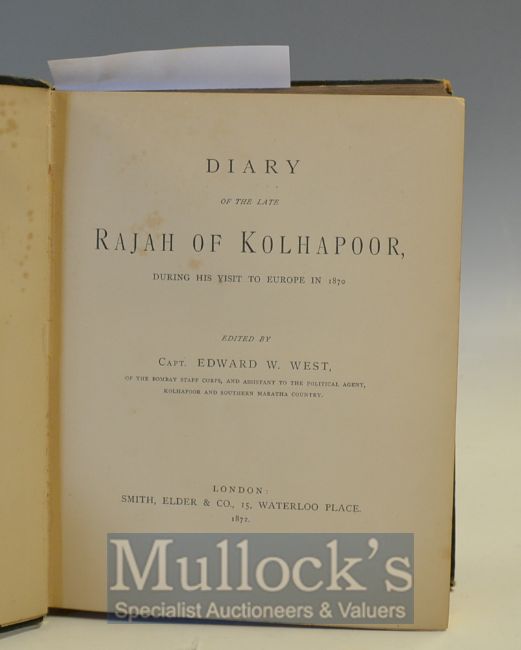 DIARY
OF THE LATE
RAJAH OF KOLHAPOOR,
DURING HIS VISIT TO EUROPE IN 1870
EDITED BY
CAPT. EDWARD W. WEST,
OF THE BOMBAY STAFF CORPS, AND ASSISTANT TO THE POLITICAL AGENT,
KOLHAPOOR AND SOUTHERN MARATHA COUNTRY.
LONDON:
SMITH, ELDER & CO., 15, WATERLOO PLACE.
1872.
Mullock's
Specialist Auctioneers & Valuers